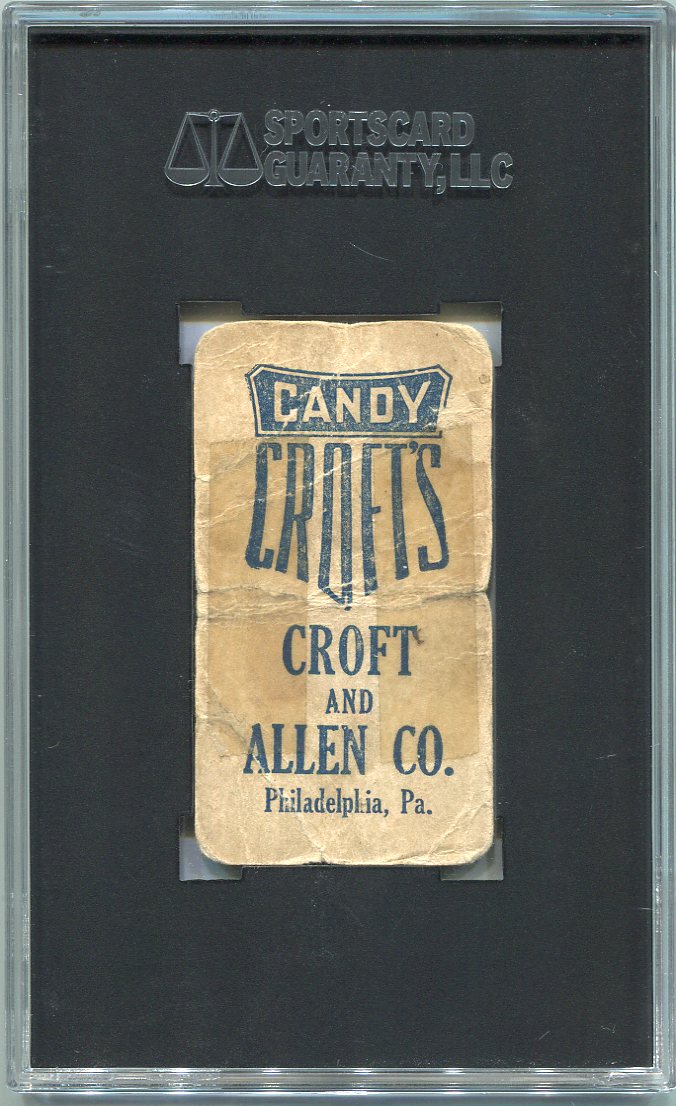 SPORTSCARD
GUARANTY, LLC
CANDY
CROFT'S
CROFT
AND
ALLEN CO.
Philadelphia, Pa.